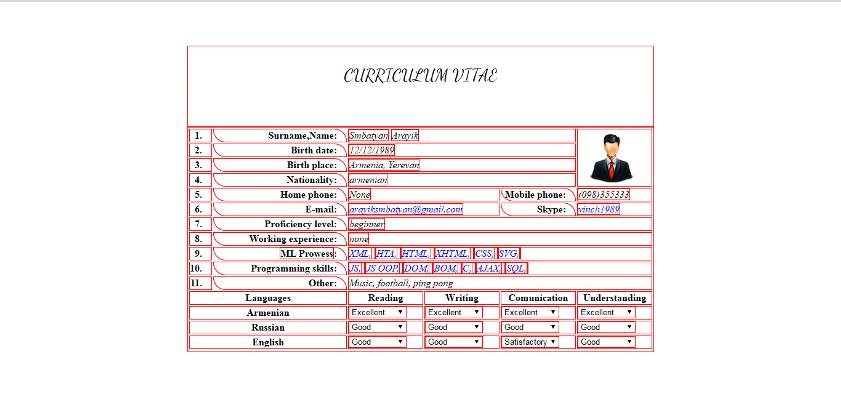 CURRICULUM VITAE
1. Surname,Name: Smbatyan Arayik
2. Birth date: 12/12/1989
3. Birth place: Armenia, Yerevan
4. Nationality: armenian
5. Home phone: None Mobile phone: (098)355333
6. E-mail: arayiksmbatyan@gmail.com Skype: vinch1989
7. Proficiency level: beginner
8. Working experience: none
9. ML Prowess: XML, HTA, HTML, XHTML, CSS, SVG,
10. Programming skills: JS, JS OOP, DOM, BOM, C, AJAX, SQL,
11. Other: Music, football, ping pong
Languages Reading Writing Comunication Understanding
Armenian Excellent Excellent Excellent Excellent
Russian Good Good Good Good
English Good Good Satisfactory Good